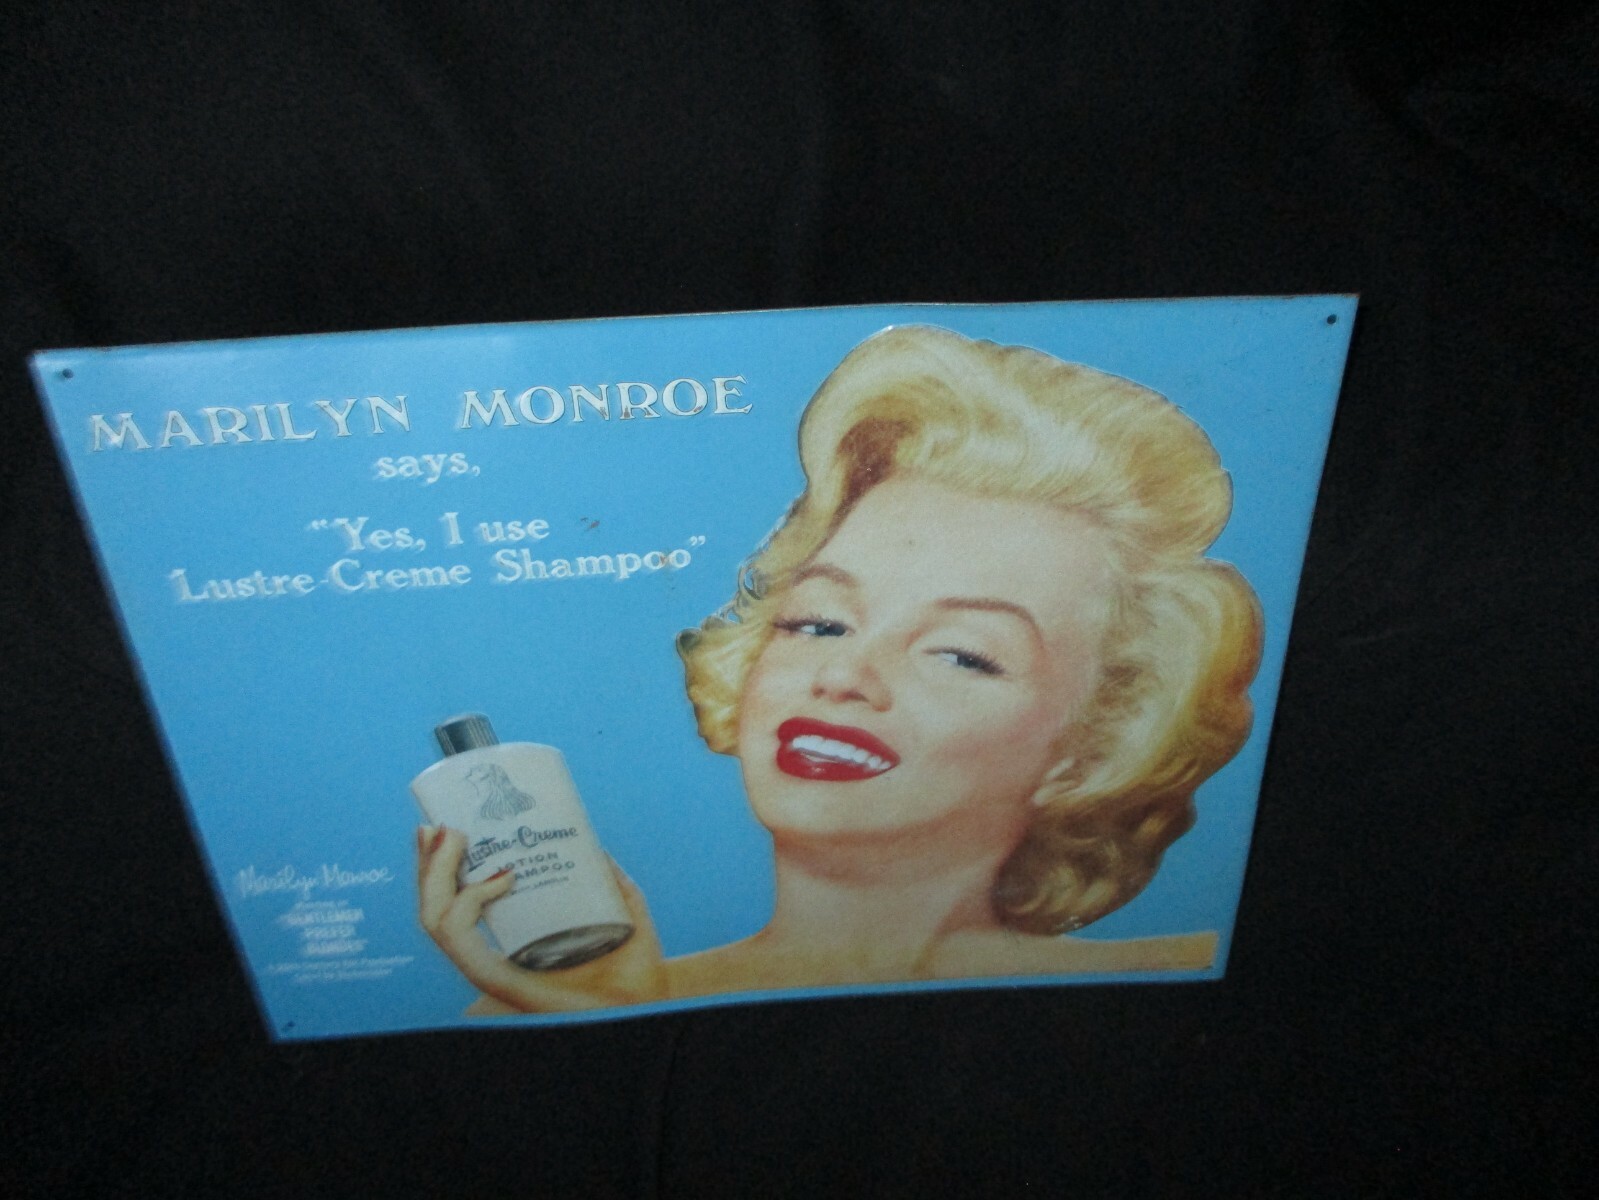 MARILYN MONROE
says,
"Yes, I use
Lustre-Creme Shampoo"
Lustre-Creme
LOTION
SHAMPOO
Marilyn Monroe
GENTLEMEN
PREFER
BLONDES